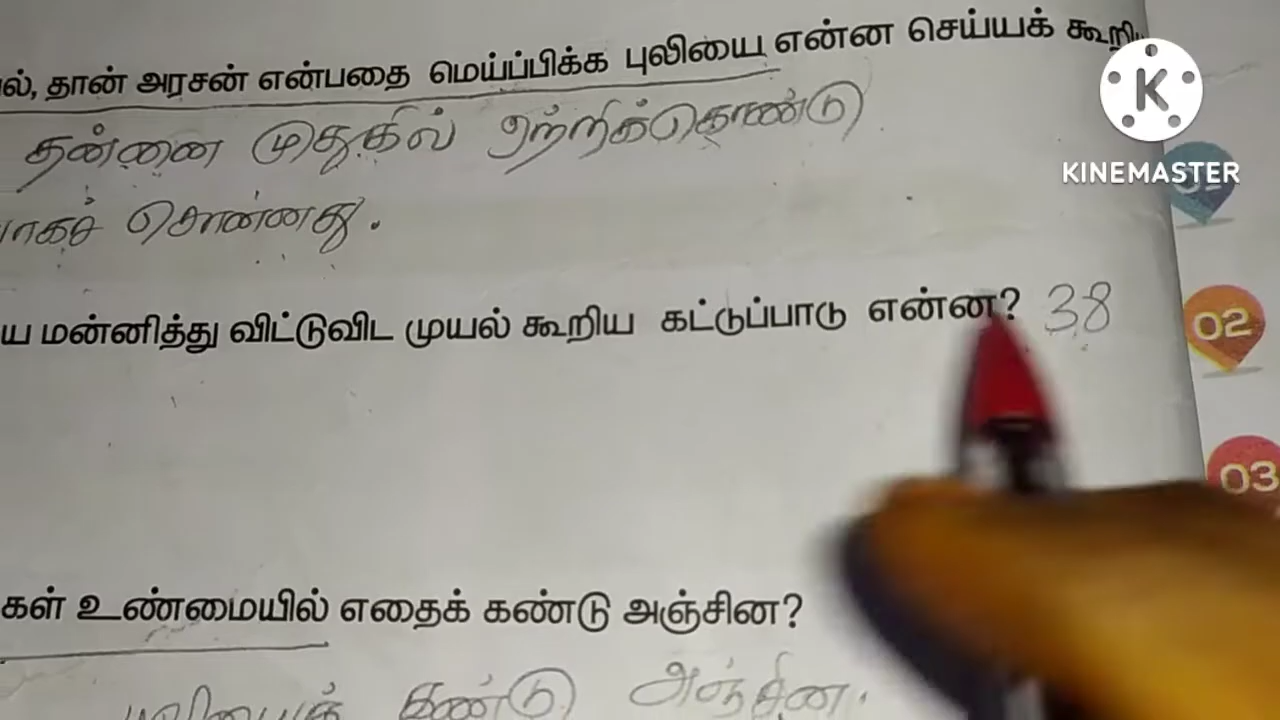 ல், தான் அரசன் என்பதை மெய்ப்பிக்க புலியை என்ன செய்யக் கூறிய
தன்னை முதுகில் ஏற்றிக்கொண்டு
சொன்னது.
K
KINEMASTER
ய மன்னித்து விட்டுவிட முயல் கூறிய கட்டுப்பாடு என்ன? 38
02
03
கள் உண்மையில் எதைக் கண்டு அஞ்சின?
புலியைக் கண்டு அஞ்சின.